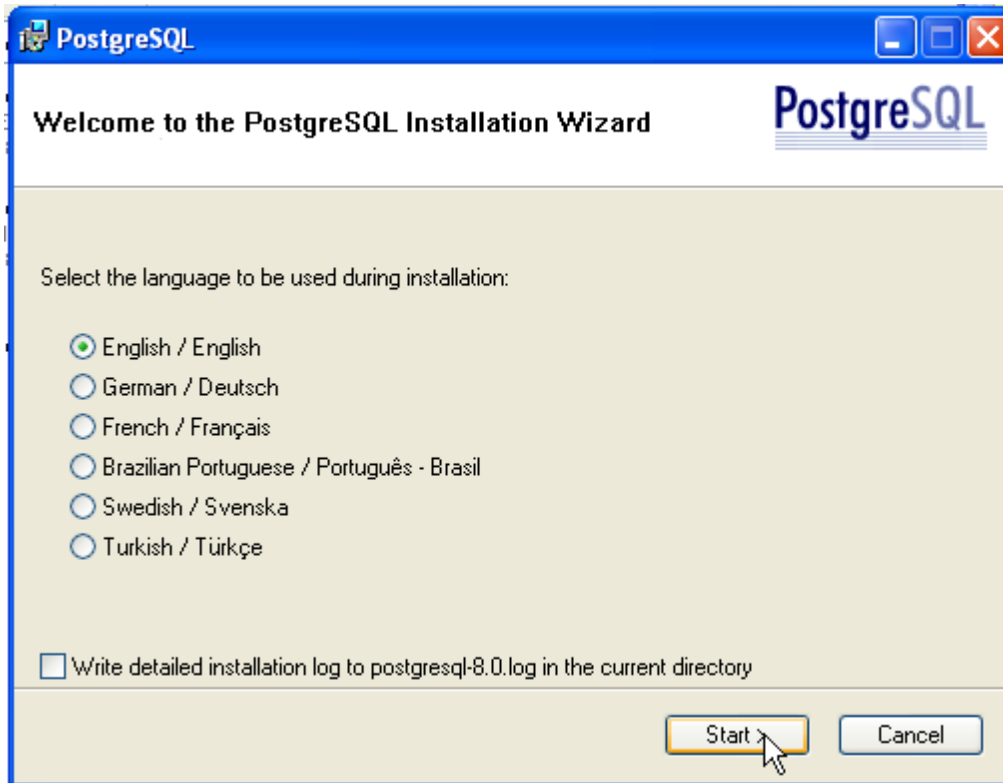 PostgreSQL
Welcome to the PostgreSQL Installation Wizard
PostgreSQL
Select the language to be used during installation:
English / English
German / Deutsch
French / Français
Brazilian Portuguese / Português - Brasil
Swedish / Svenska
Turkish / Türkçe
Write detailed installation log to postgresql-8.0.log in the current directory
Start >
Cancel